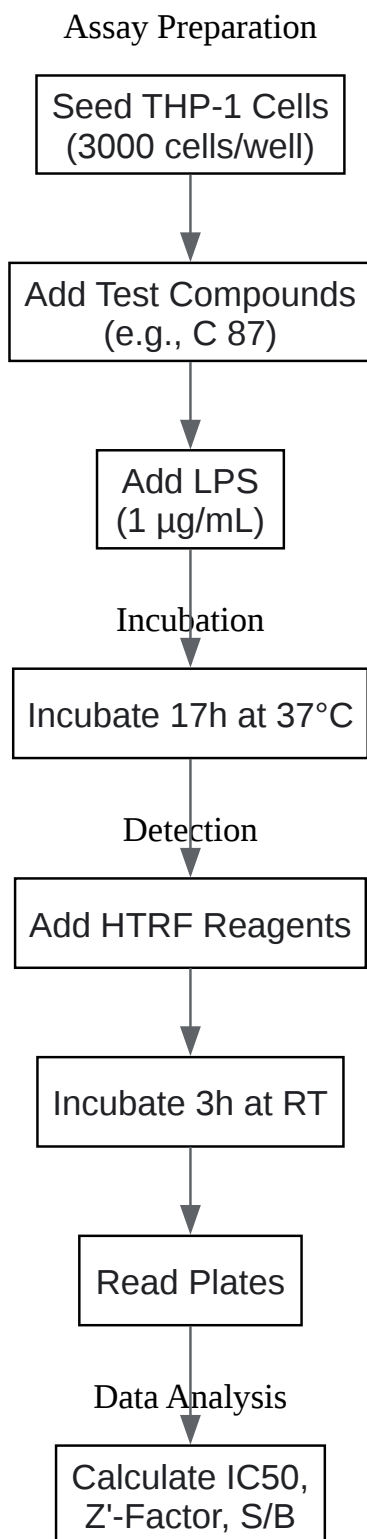 Assay Preparation
Seed THP-1 Cells
(3000 cells/well)
Add Test Compounds
(e.g., C 87)
Add LPS
(1 µg/mL)
Incubation
Incubate 17h at 37°C
Detection
Add HTRF Reagents
Incubate 3h at RT
Read Plates
Data Analysis
Calculate IC50,
Z'-Factor, S/B